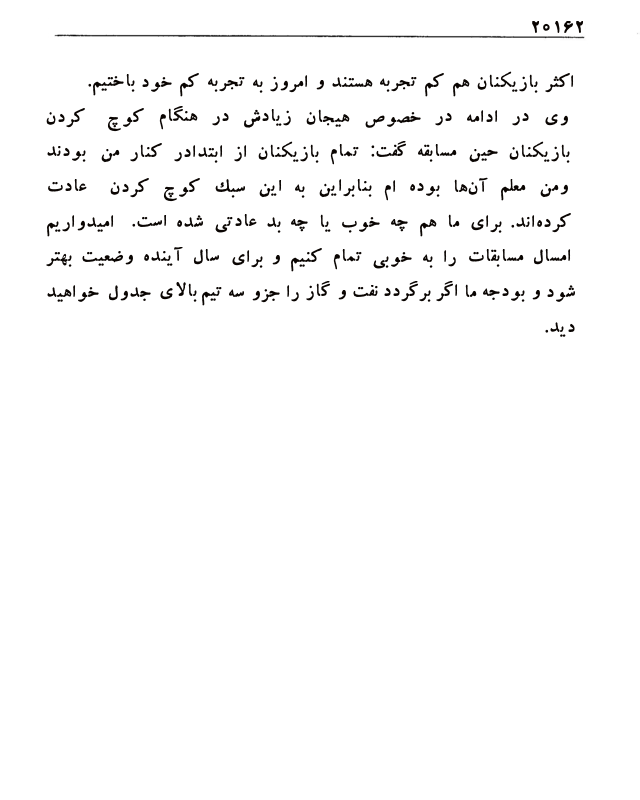 ۲۰۱۶۲
اکثر بازیکنان هم کم تجربه هستند و امروز به تجربه کم خود باختیم.
وی در ادامه در خصوص هیجان زیادش در هنگام کوچ کردن
بازیکنان حین مسابقه گفت: تمام بازیکنان از ابتدادر کنار من بودند
ومن معلم آن‌ها بوده ام بنابراین به این سبك کوچ کردن عادت
کرده‌اند. برای ما هم چه خوب یا چه بد عادتی شده است. امیدواریم
امسال مسابقات را به خوبی تمام کنیم و برای سال آینده وضعیت بهتر
شود و بودجه ما اگر برگردد نفت و گاز را جزو سه تیم بالای جدول خواهید
دید.